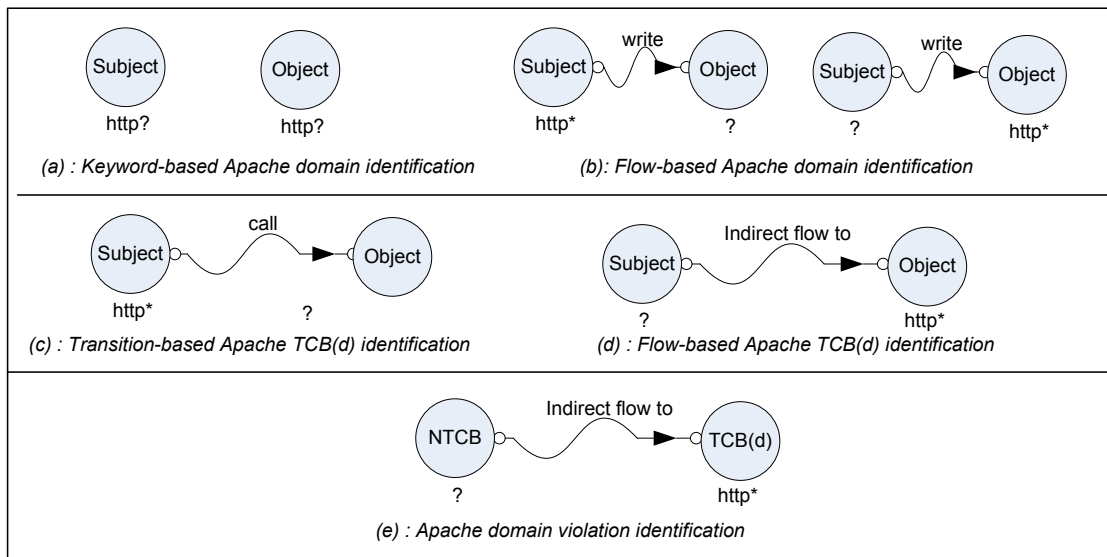 Subject
Object
http?
http?
(a) : Keyword-based Apache domain identification
write
Subject
Object
http*
?
write
Subject
Object
?
http*
(b): Flow-based Apache domain identification
call
Subject
Object
http*
?
(c) : Transition-based Apache TCB(d) identification
Indirect flow to
Subject
Object
?
http*
(d) : Flow-based Apache TCB(d) identification
Indirect flow to
NTCB
TCB(d)
?
http*
(e) : Apache domain violation identification